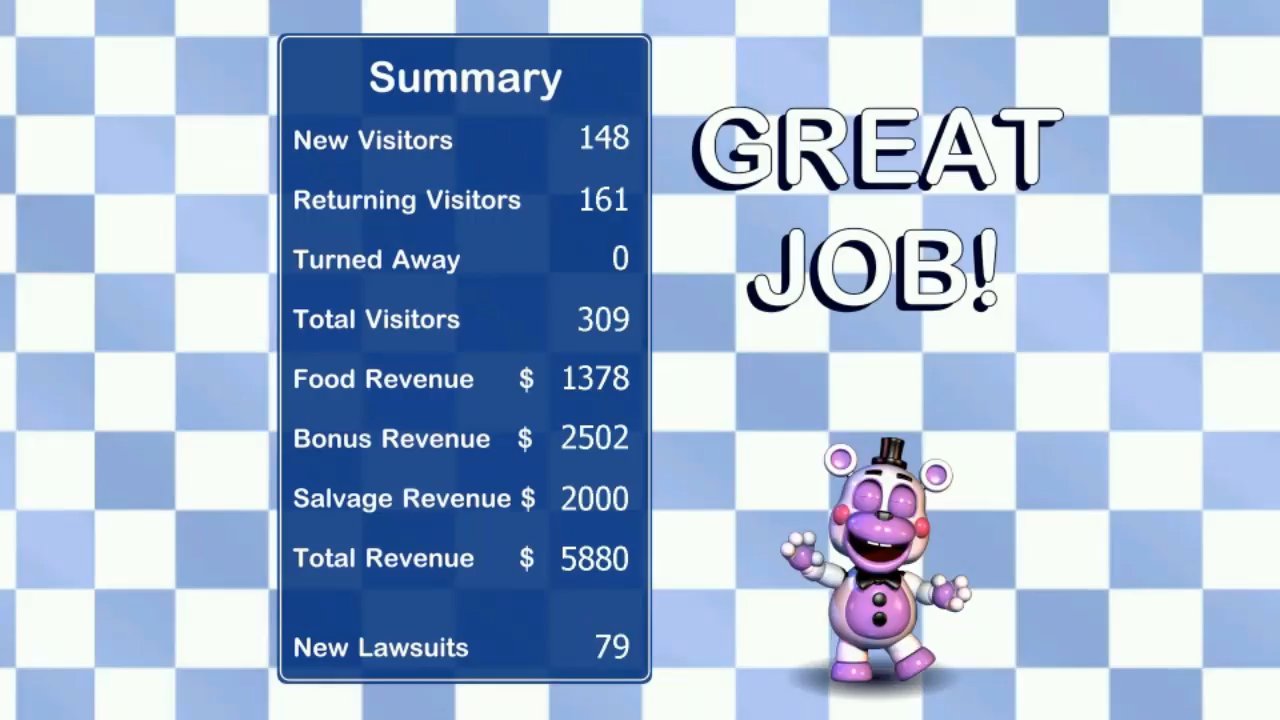 Summary
New Visitors 148
Returning Visitors 161
Turned Away 0
Total Visitors 309
Food Revenue $ 1378
Bonus Revenue $ 2502
Salvage Revenue $ 2000
Total Revenue $ 5880
New Lawsuits 79
GREAT
JOB!